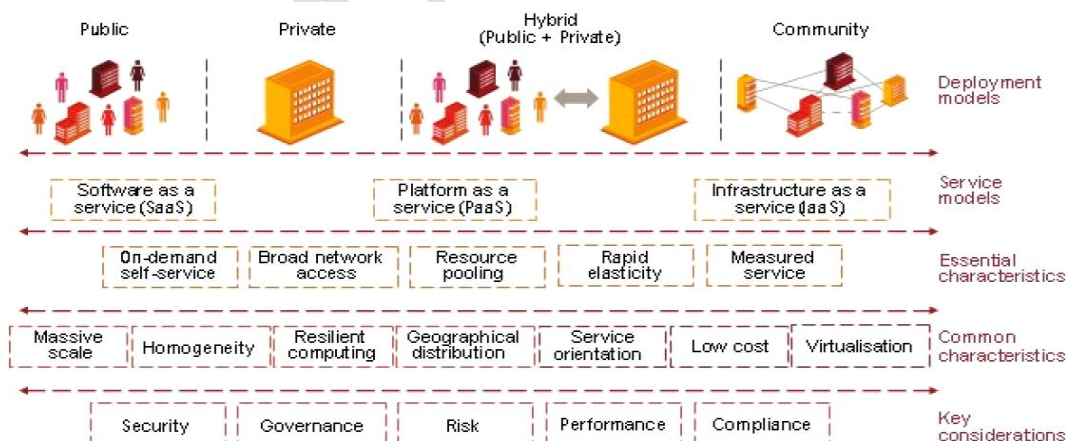 Public
Private
Hybrid
(Public + Private)
Community
Deployment
models
Software as a
service (SaaS)
Platform as a
service (PaaS)
Infrastructure as a
service (IaaS)
Service
models
On-demand
self-service
Broad network
access
Resource
pooling
Rapid
elasticity
Measured
service
Essential
characteristics
Massive
scale
Homogeneity
Resilient
computing
Geographical
distribution
Service
orientation
Low cost
Virtualisation
Common
characteristics
Security
Governance
Risk
Performance
Compliance
Key
considerations